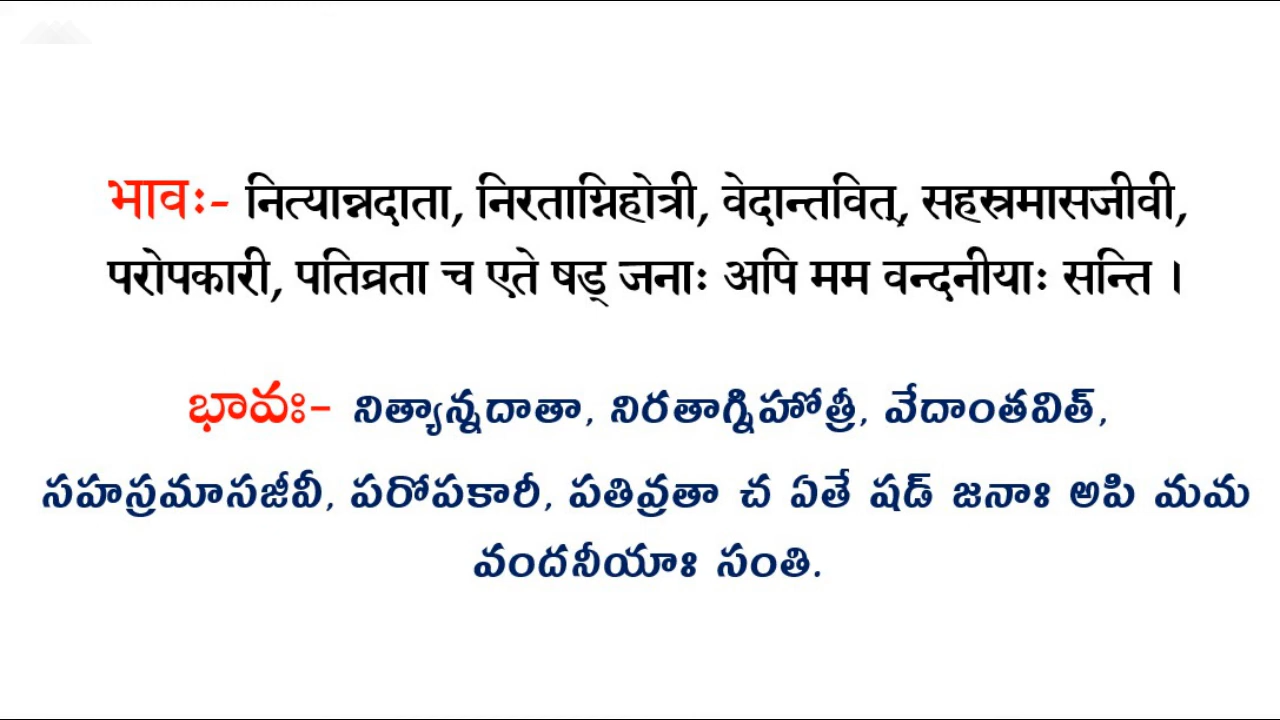 भावः- नित्यान्नदाता, निरताग्निहोत्री, वेदान्तवित्, सहस्रमासजीवी,
परोपकारी, पतिव्रता च एते षड् जनाः अपि मम वन्दनीयाः सन्ति ।
భావః- నిత్యాన్నదాతా, నిరతాగ్నిహోత్రీ, వేదాంతవిత్,
సహస్రమాసజీవీ, పరోపకారీ, పతివ్రతా చ ఏతే షడ్ జనాః అపి మమ
వందనీయాః సంతి.